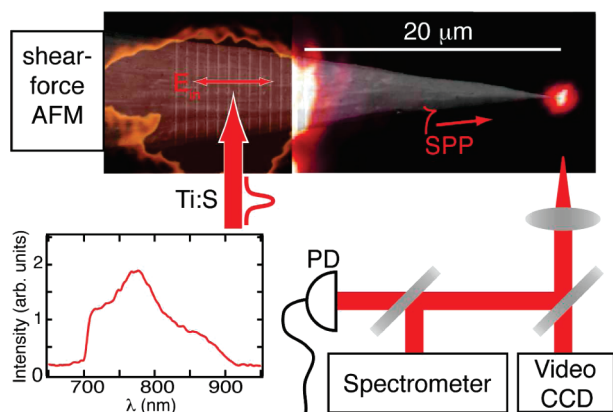 shear-
force
AFM
E_in
20 μm
SPP
Ti:S
Intensity (arb. units)
2
1
0
700
800
900
λ (nm)
PD
Spectrometer
Video
CCD